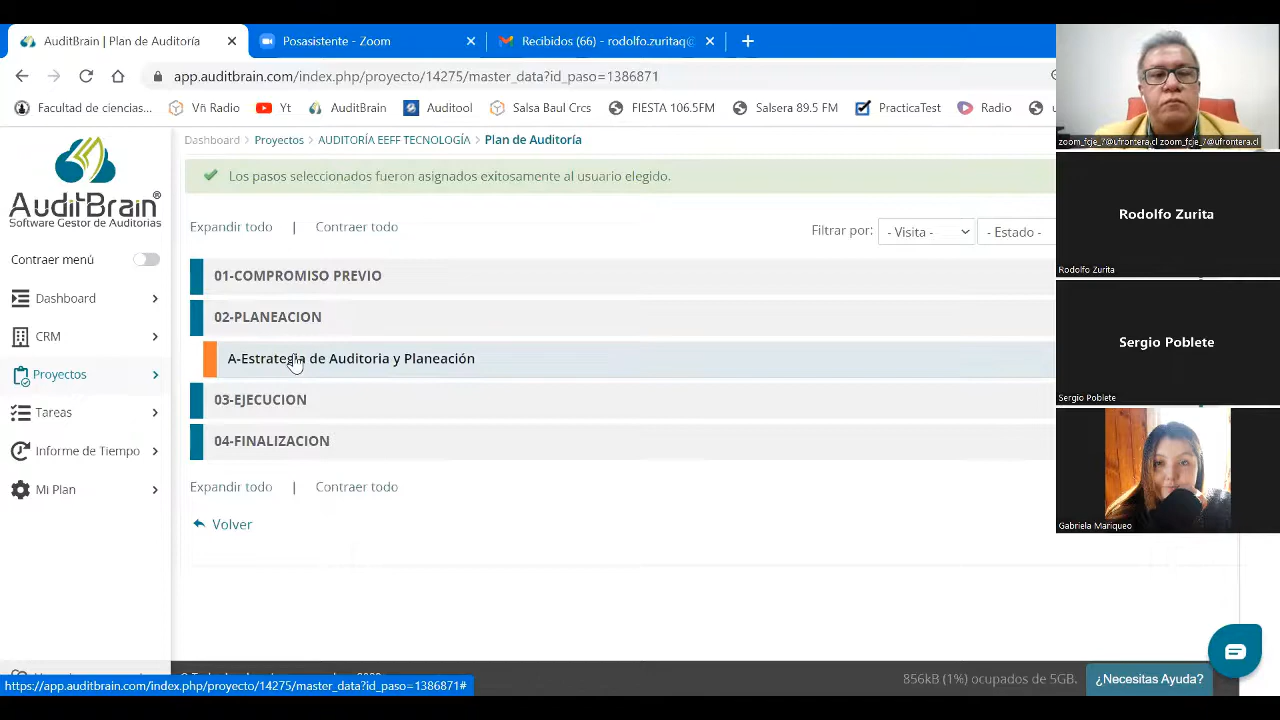 AuditBrain | Plan de Auditoría
Posasistente - Zoom
Recibidos (66) - rodolfo.zuritaq@
app.auditbrain.com/index.php/proyecto/14275/master_data?id_paso=1386871
Facultad de ciencias...
Vñ Radio
Yt
AuditBrain
Auditool
Salsa Baul Crcs
FIESTA 106.5FM
Salsera 89.5 FM
PracticaTest
Radio
AuditBrain®
Software Gestor de Auditorias
Contraer menú
Dashboard
CRM
Proyectos
Tareas
Informe de Tiempo
Mi Plan
Dashboard Proyectos AUDITORÍA EEFF TECNOLOGÍA Plan de Auditoría
Los pasos seleccionados fueron asignados exitosamente al usuario elegido.
Expandir todo | Contraer todo
Filtrar por: - Visita - - Estado -
01-COMPROMISO PREVIO
02-PLANEACION
A-Estrategia de Auditoria y Planeación
03-EJECUCION
04-FINALIZACION
Expandir todo | Contraer todo
Volver
856kB (1%) ocupados de 5GB.
¿Necesitas Ayuda?
https://app.auditbrain.com/index.php/proyecto/14275/master_data?id_paso=1386871#
zoom_fcje_7@ufrontera.cl zoom_fcje_7@ufrontera.cl
Rodolfo Zurita
Rodolfo Zurita
Sergio Poblete
Sergio Poblete
Gabriela Mariqueo